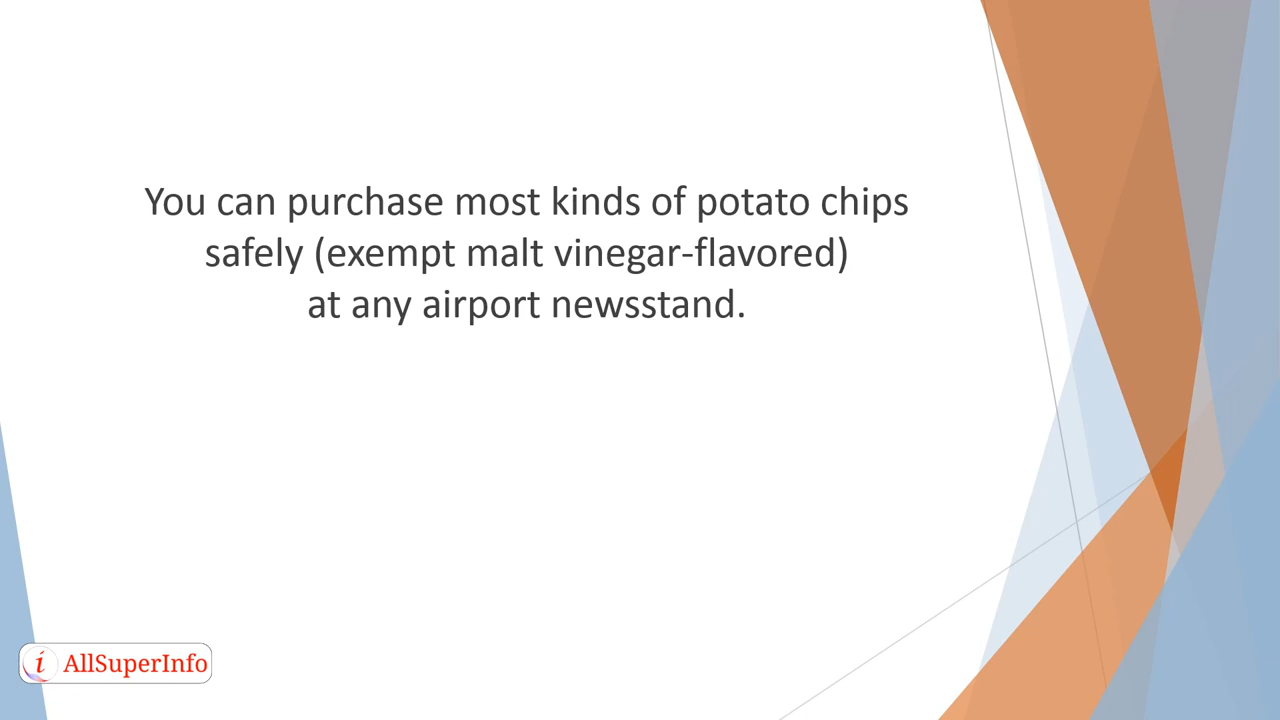 You can purchase most kinds of potato chips
safely (exempt malt vinegar-flavored)
at any airport newsstand.
i AllSuperInfo